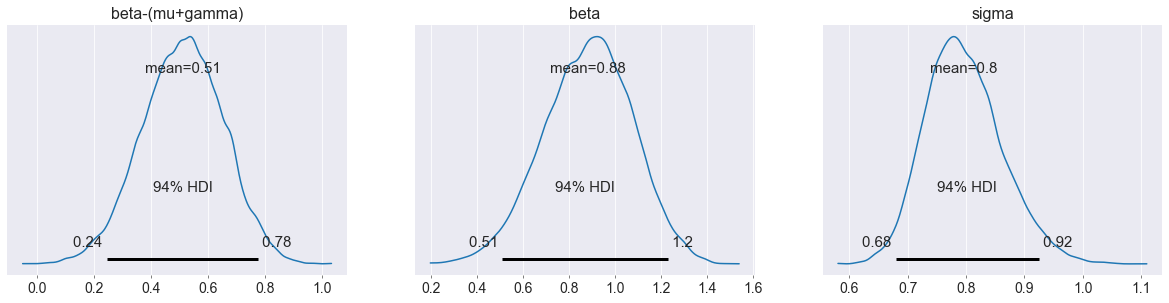 beta-(mu+gamma)
mean=0.51
94% HDI
0.24 0.78
0.0 0.2 0.4 0.6 0.8 1.0
beta
mean=0.88
94% HDI
0.51 1.2
0.2 0.4 0.6 0.8 1.0 1.2 1.4 1.6
sigma
mean=0.8
94% HDI
0.68 0.92
0.6 0.7 0.8 0.9 1.0 1.1